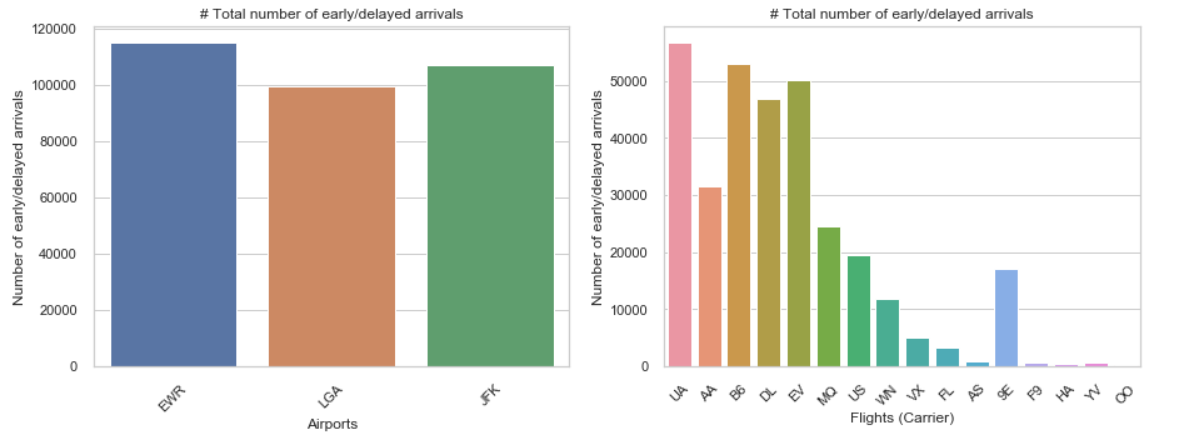 # Total number of early/delayed arrivals
Number of early/delayed arrivals
120000
100000
80000
60000
40000
20000
0
EWR
LGA
JFK
Airports
# Total number of early/delayed arrivals
Number of early/delayed arrivals
50000
40000
30000
20000
10000
0
UA
AA
B6
DL
EV
MQ
US
WN
VX
FL
AS
9E
F9
HA
YV
OO
Flights (Carrier)